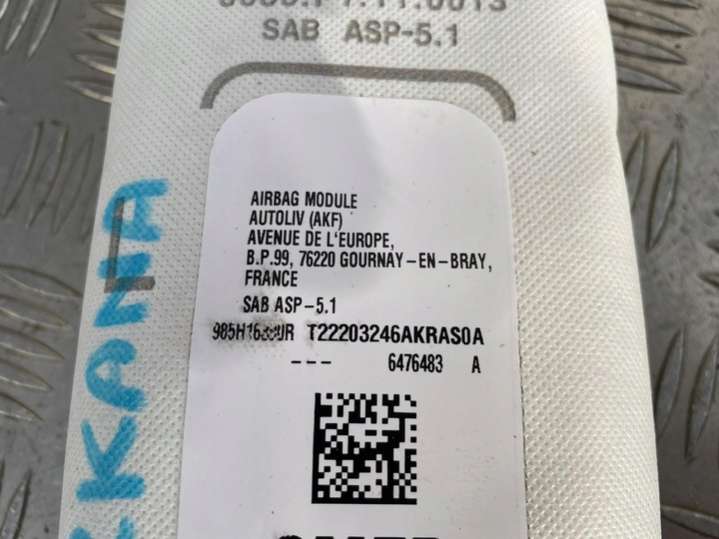 SAB ASP-5.1
AIRBAG MODULE
AUTOLIV (AKF)
AVENUE DE L'EUROPE,
B.P.99, 76220 GOURNAY-EN-BRAY,
FRANCE
SAB ASP-5.1
T22203246AKRAS0A
--- 6476483 A
KANA